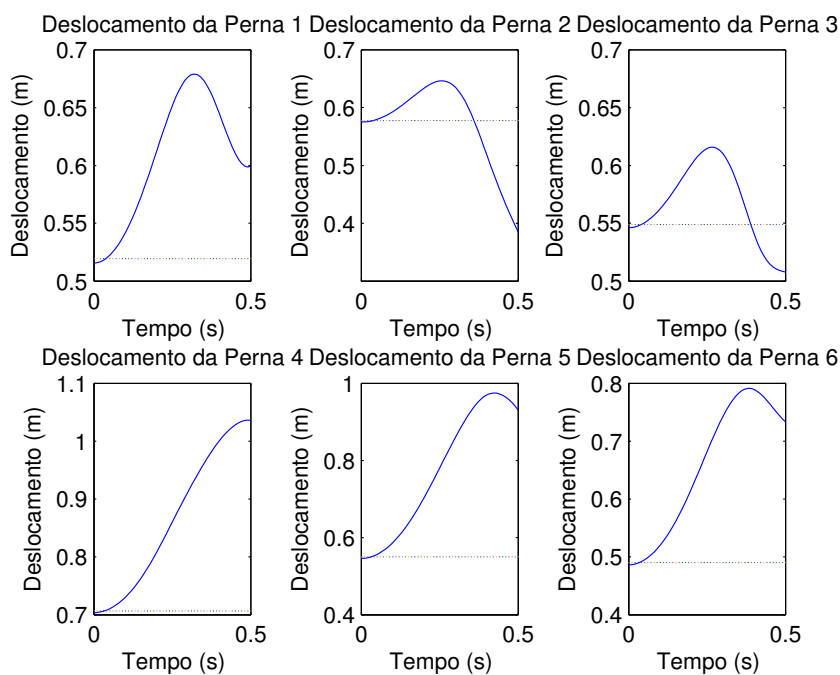 Deslocamento da Perna 1
0.7
0.65
0.6
0.55
0.5
0
0.5
Deslocamento (m)
Tempo (s)
Deslocamento da Perna 2
0.7
0.6
0.5
0.4
0
0.5
Deslocamento (m)
Tempo (s)
Deslocamento da Perna 3
0.7
0.65
0.6
0.55
0.5
0
0.5
Deslocamento (m)
Tempo (s)
Deslocamento da Perna 4
1.1
1
0.9
0.8
0.7
0
0.5
Deslocamento (m)
Tempo (s)
Deslocamento da Perna 5
1
0.8
0.6
0.4
0
0.5
Deslocamento (m)
Tempo (s)
Deslocamento da Perna 6
0.8
0.7
0.6
0.5
0.4
0
0.5
Deslocamento (m)
Tempo (s)